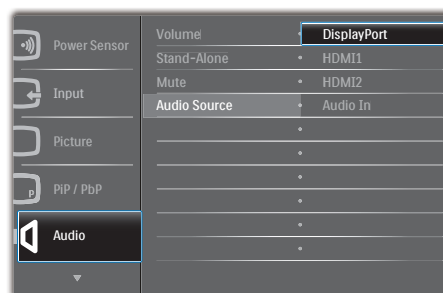 Power Sensor
Input
Picture
PiP / PbP
P
Audio
Volume
Stand-Alone
Mute
Audio Source
DisplayPort
HDMI1
HDMI2
Audio In